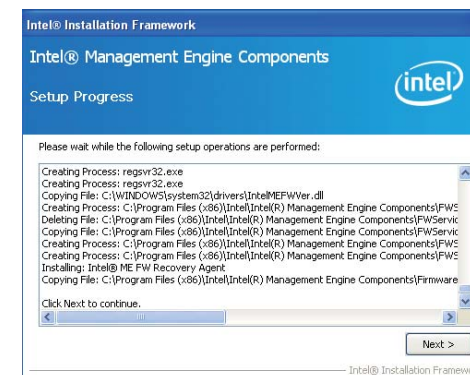 Intel® Installation Framework
Intel® Management Engine Components
intel
Setup Progress
Please wait while the following setup operations are performed:
Creating Process: regsvr32.exe
Creating Process: regsvr32.exe
Copying File: C:\WINDOWS\system32\drivers\IntelMEFWVer.dll
Creating Process: C:\Program Files (x86)\Intel\Intel(R) Management Engine Components\FWS
Deleting File: C:\Program Files (x86)\Intel\Intel(R) Management Engine Components\FWServic
Copying File: C:\Program Files (x86)\Intel\Intel(R) Management Engine Components\FWServic
Creating Process: C:\Program Files (x86)\Intel\Intel(R) Management Engine Components\FWS
Creating Process: C:\Program Files (x86)\Intel\Intel(R) Management Engine Components\FWS
Installing: Intel® ME FW Recovery Agent
Copying File: C:\Program Files (x86)\Intel\Intel(R) Management Engine Components\Firmware
Click Next to continue.
Next >
Intel® Installation Framew